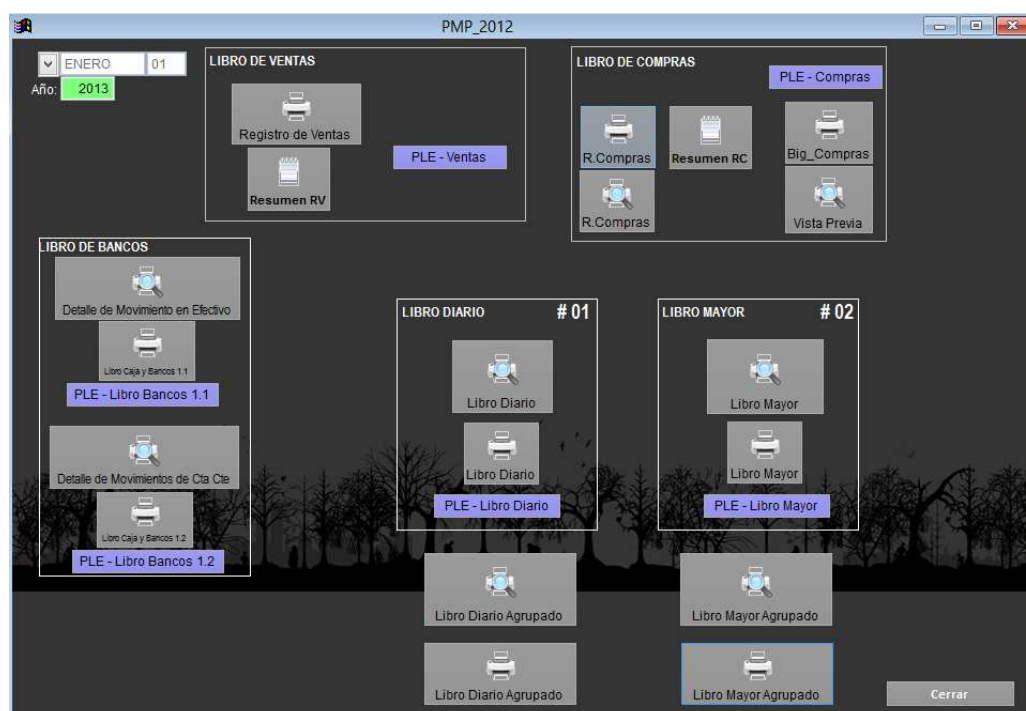 PMP_2012
ENERO 01
Año: 2013
LIBRO DE VENTAS
Registro de Ventas
Resumen RV
PLE - Ventas
LIBRO DE COMPRAS
PLE - Compras
R.Compras
Resumen RC
Big_Compras
R.Compras
Vista Previa
LIBRO DE BANCOS
Detalle de Movimiento en Efectivo
Libro Caja y Bancos 1.1
PLE - Libro Bancos 1.1
Detalle de Movimientos de Cta Cte
Libro Caja y Bancos 1.2
PLE - Libro Bancos 1.2
LIBRO DIARIO # 01
Libro Diario
Libro Diario
PLE - Libro Diario
LIBRO MAYOR # 02
Libro Mayor
Libro Mayor
PLE - Libro Mayor
Libro Diario Agrupado
Libro Mayor Agrupado
Libro Diario Agrupado
Libro Mayor Agrupado
Cerrar